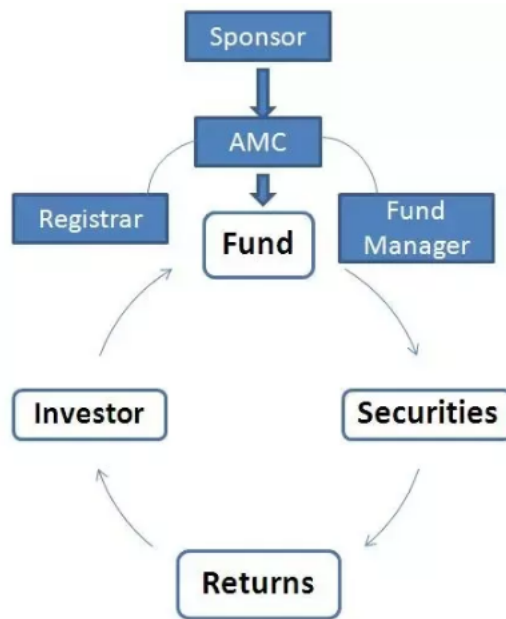 Sponsor
AMC
Registrar
Fund
Fund
Manager
Investor
Securities
Returns